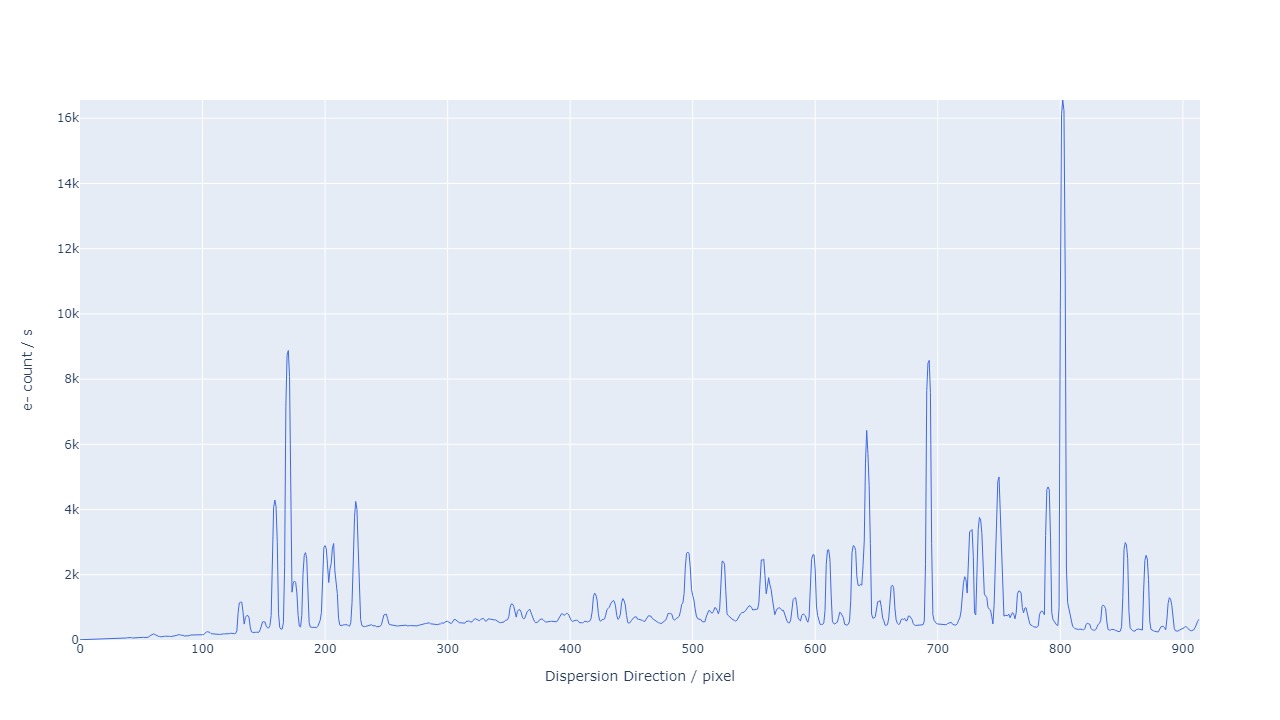 16k
14k
12k
10k
8k
6k
4k
2k
0
e- count / s
0 100 200 300 400 500 600 700 800 900
Dispersion Direction / pixel